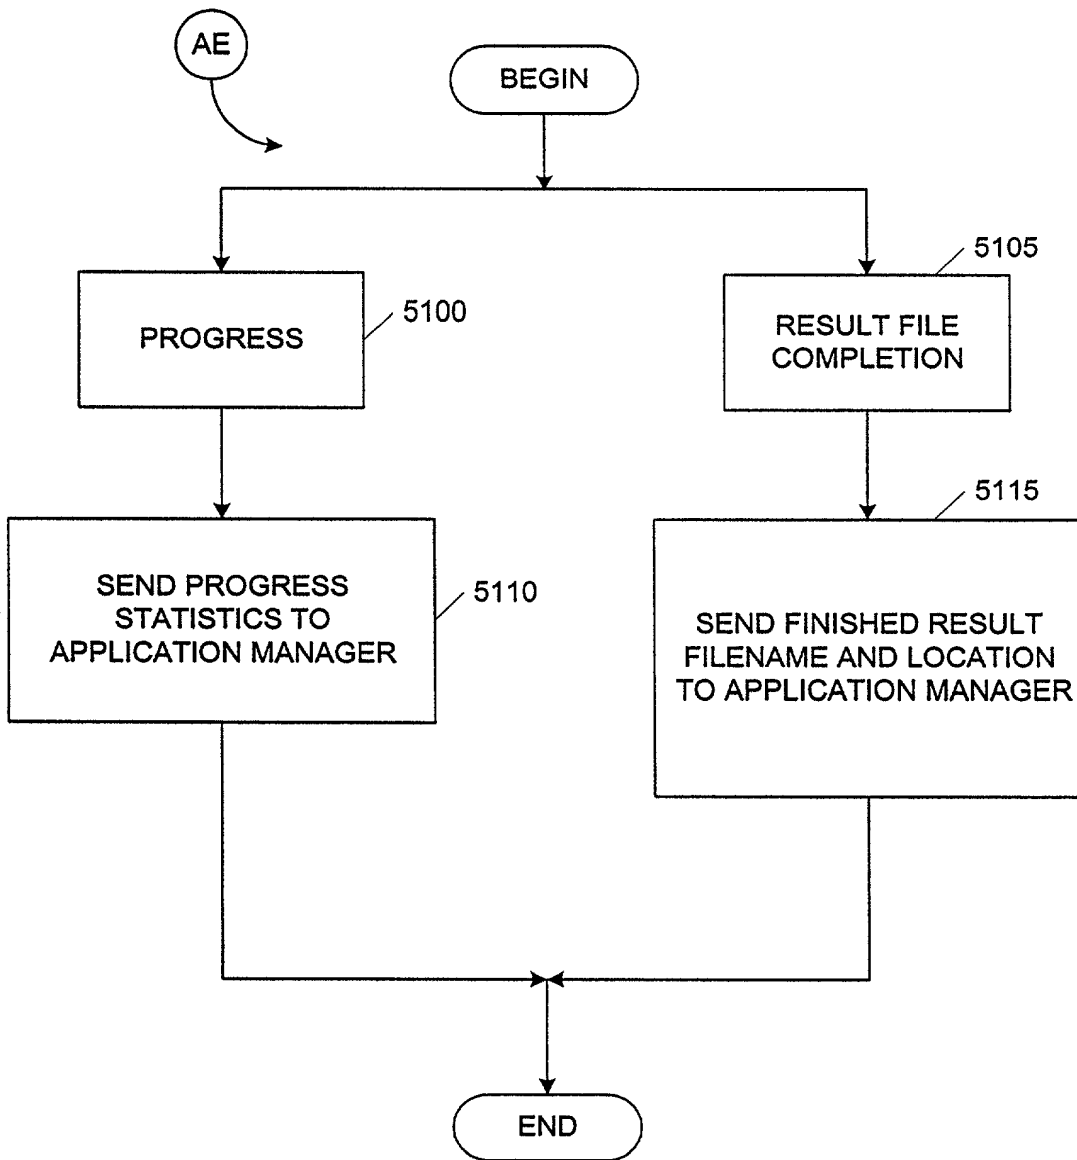 AE
BEGIN
5105
5100
PROGRESS
RESULT FILE
COMPLETION
5115
SEND PROGRESS
STATISTICS TO
APPLICATION MANAGER
5110
SEND FINISHED RESULT
FILENAME AND LOCATION
TO APPLICATION MANAGER
END